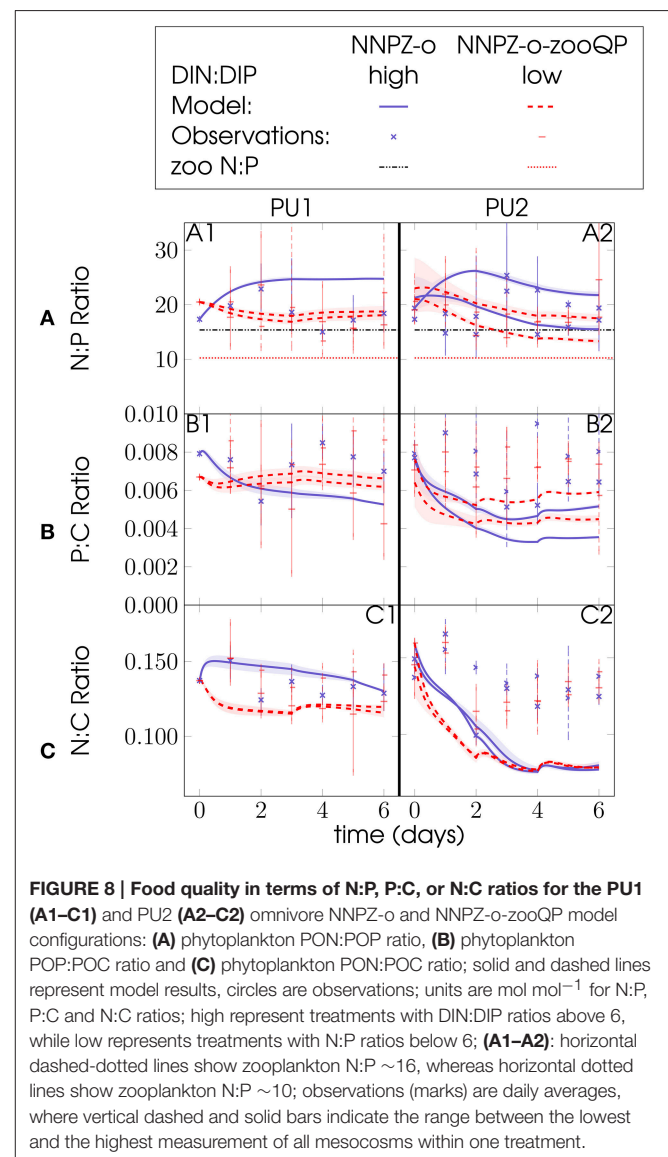 NNPZ-o NNPZ-o-zooQP
DIN:DIP high low
Model:
Observations:
zoo N:P
PU1 PU2
A1 A2
30
20
10
A
N:P Ratio
B1 B2
0.010
0.008
0.006
0.004
0.002
0.000
B
P:C Ratio
C1 C2
0.150
0.100
C
N:C Ratio
0 2 4 6 0 2 4 6
time (days)
FIGURE 8 | Food quality in terms of N:P, P:C, or N:C ratios for the PU1
(A1–C1) and PU2 (A2–C2) omnivore NNPZ-o and NNPZ-o-zooQP model
configurations: (A) phytoplankton PON:POP ratio, (B) phytoplankton
POP:POC ratio and (C) phytoplankton PON:POC ratio; solid and dashed lines
represent model results, circles are observations; units are mol mol⁻¹ for N:P,
P:C and N:C ratios; high represent treatments with DIN:DIP ratios above 6,
while low represents treatments with N:P ratios below 6; (A1–A2): horizontal
dashed-dotted lines show zooplankton N:P ∼16, whereas horizontal dotted
lines show zooplankton N:P ∼10; observations (marks) are daily averages,
where vertical dashed and solid bars indicate the range between the lowest
and the highest measurement of all mesocosms within one treatment.